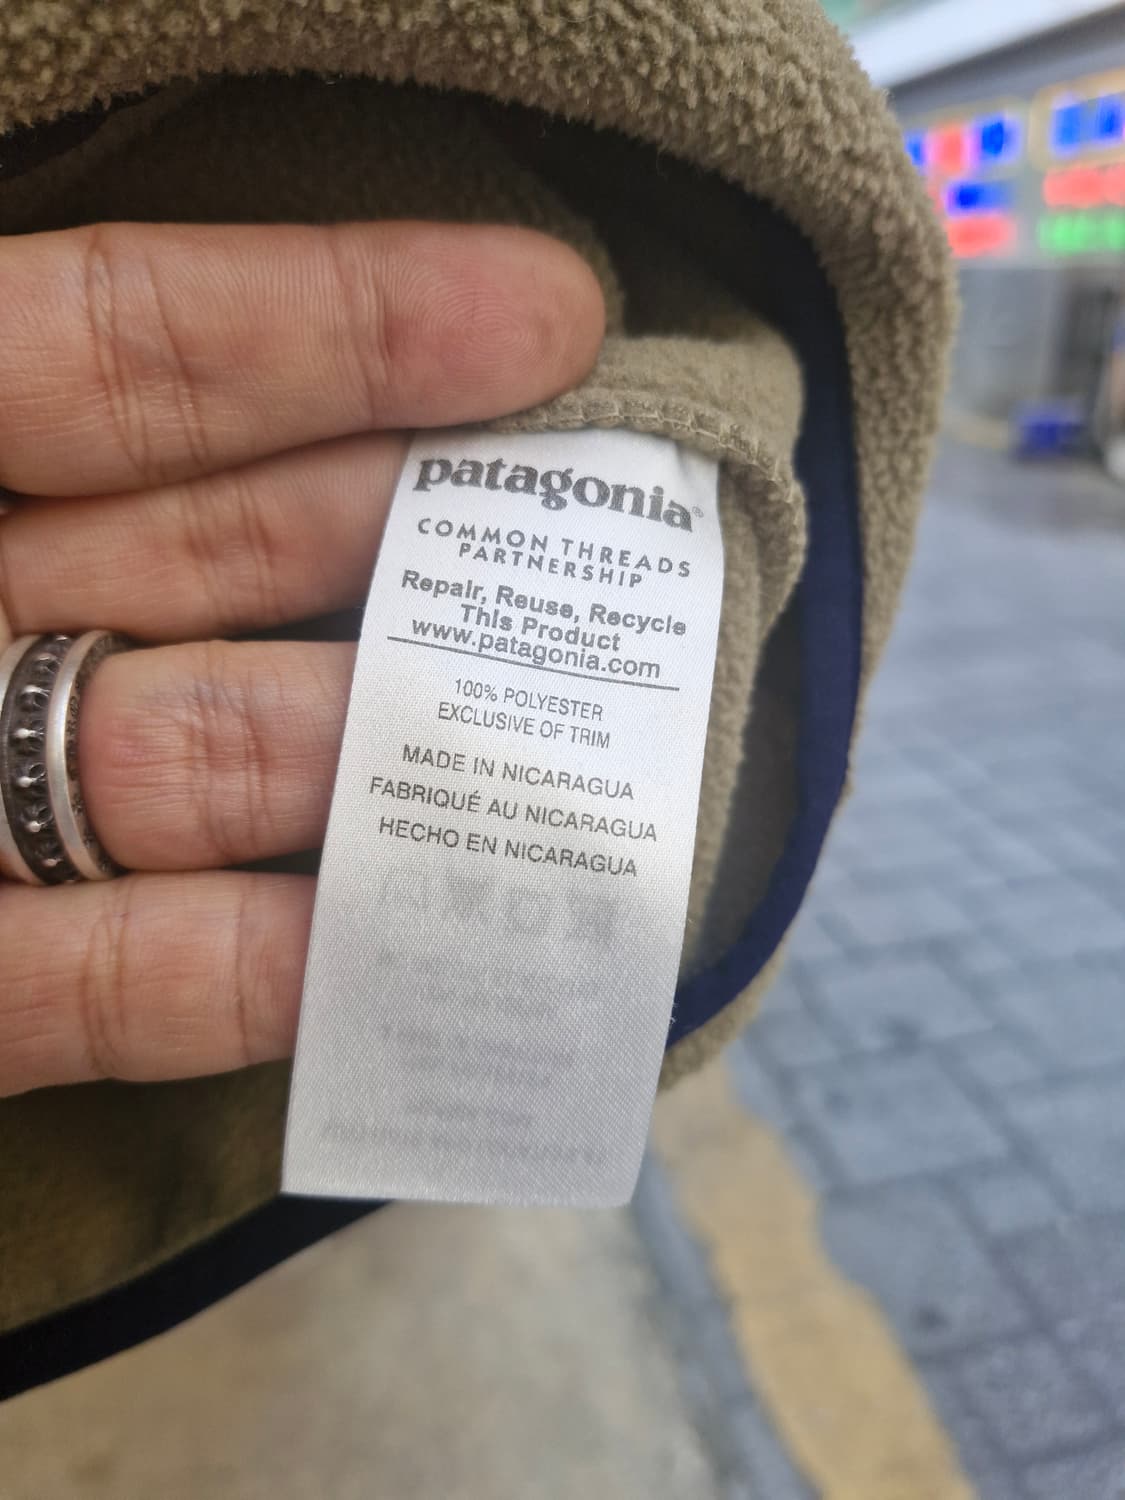 patagonia®
COMMON THREADS
PARTNERSHIP
Repair, Reuse, Recycle
This Product
www.patagonia.com
100% POLYESTER
EXCLUSIVE OF TRIM
MADE IN NICARAGUA
FABRIQUÉ AU NICARAGUA
HECHO EN NICARAGUA